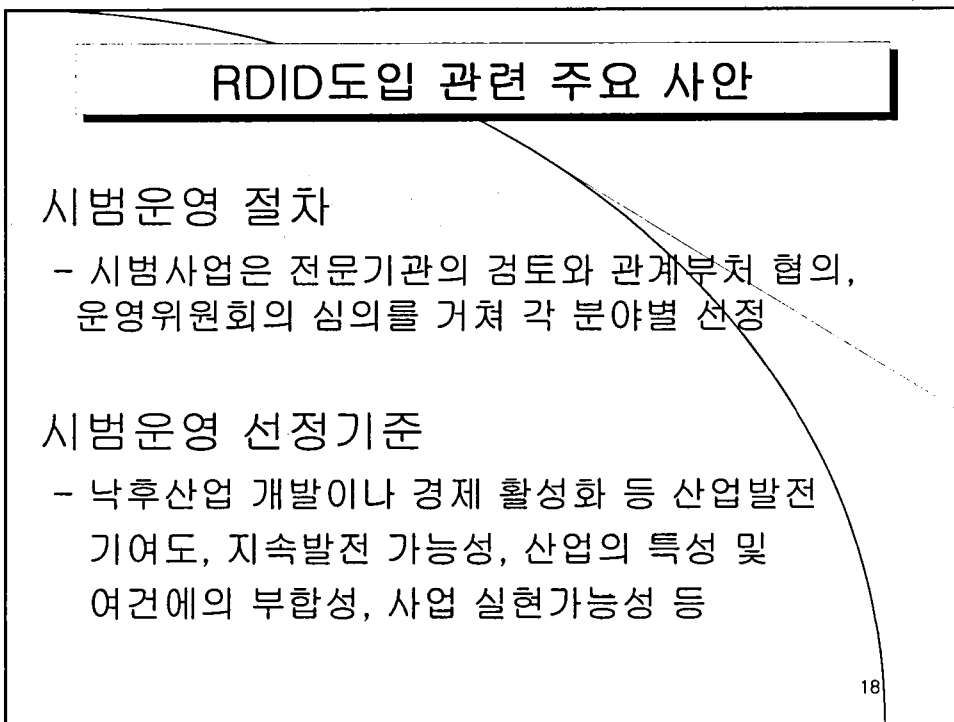 RDID도입 관련 주요 사안
시범운영 절차
- 시범사업은 전문기관의 검토와 관계부처 협의,
운영위원회의 심의를 거쳐 각 분야별 선정
시범운영 선정기준
- 낙후산업 개발이나 경제 활성화 등 산업발전
기여도, 지속발전 가능성, 산업의 특성 및
여건에의 부합성, 사업 실현가능성 등
18